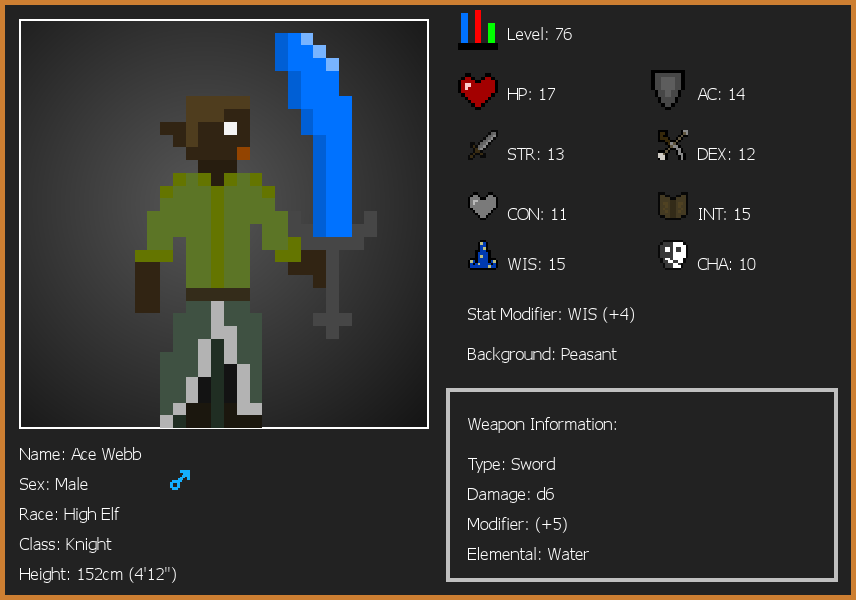 Level: 76
HP: 17
AC: 14
STR: 13
DEX: 12
CON: 11
INT: 15
WIS: 15
CHA: 10
Stat Modifier: WIS (+4)
Background: Peasant
Weapon Information:
Type: Sword
Damage: d6
Modifier: (+5)
Elemental: Water
Name: Ace Webb
Sex: Male
Race: High Elf
Class: Knight
Height: 152cm (4'12")